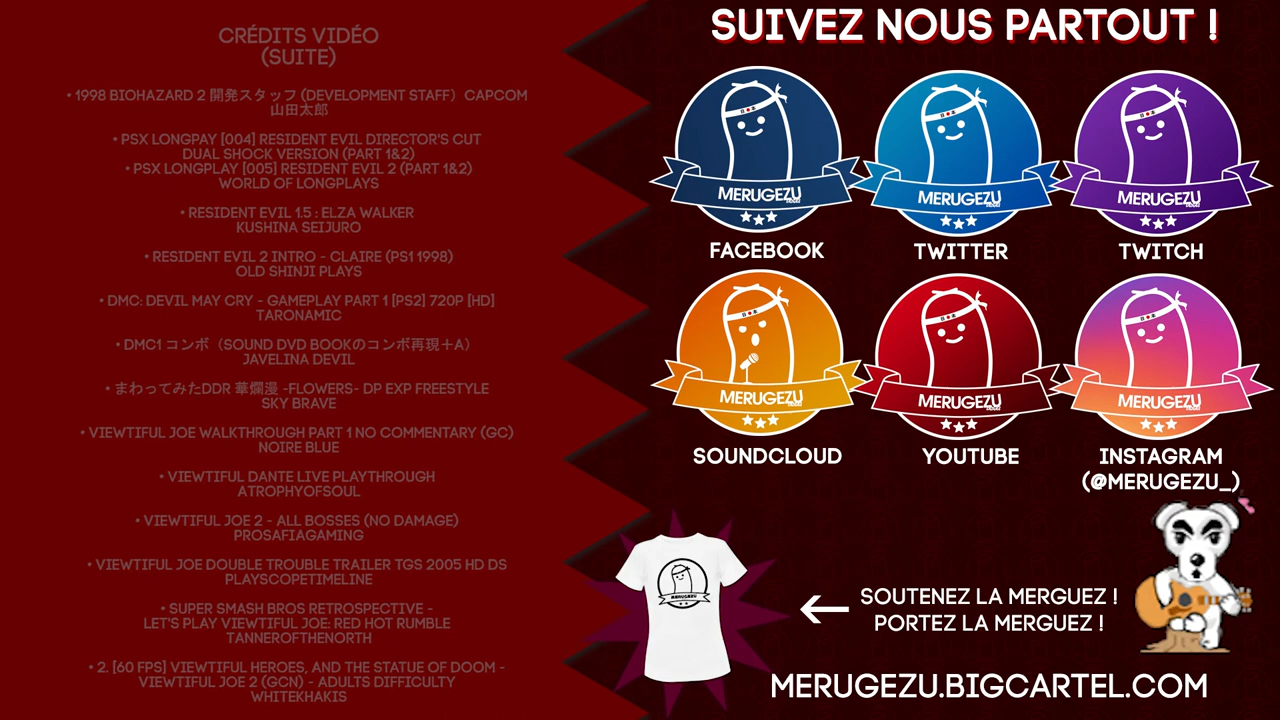 CRÉDITS VIDÉO
(SUITE)
• 1998 BIOHAZARD 2 開発スタッフ (DEVELOPMENT STAFF) CAPCOM
山田太郎
• PSX LONGPAY [004] RESIDENT EVIL DIRECTOR'S CUT
DUAL SHOCK VERSION (PART 1&2)
• PSX LONGPLAY [005] RESIDENT EVIL 2 (PART 1&2)
WORLD OF LONGPLAYS
• RESIDENT EVIL 1.5 : ELZA WALKER
KUSHINA SEIJURO
• RESIDENT EVIL 2 INTRO - CLAIRE (PS1 1998)
OLD SHINJI PLAYS
• DMC: DEVIL MAY CRY - GAMEPLAY PART 1 [PS2] 720P [HD]
TARONAMIC
• DMC1 コンボ（SOUND DVD BOOKのコンボ再現＋A）
JAVELINA DEVIL
• まわってみたDDR 華爛漫 -FLOWERS- DP EXP FREESTYLE
SKY BRAVE
• VIEWTIFUL JOE WALKTHROUGH PART 1 NO COMMENTARY (GC)
NOIRE BLUE
• VIEWTIFUL DANTE LIVE PLAYTHROUGH
ATROPHYOFSOUL
• VIEWTIFUL JOE 2 - ALL BOSSES (NO DAMAGE)
PROSAFIAGAMING
• VIEWTIFUL JOE DOUBLE TROUBLE TRAILER TGS 2005 HD DS
PLAYSCOPETIMELINE
• SUPER SMASH BROS RETROSPECTIVE -
LET'S PLAY VIEWTIFUL JOE: RED HOT RUMBLE
TANNEROFTHENORTH
• 2. [60 FPS] VIEWTIFUL HEROES, AND THE STATUE OF DOOM -
VIEWTIFUL JOE 2 (GCN) - ADULTS DIFFICULTY
WHITEKHAKIS
SUIVEZ NOUS PARTOUT !
MERUGEZU
MERUGEZU
MERUGEZU
FACEBOOK
TWITTER
TWITCH
MERUGEZU
MERUGEZU
MERUGEZU
SOUNDCLOUD
YOUTUBE
INSTAGRAM
(@MERUGEZU_)
MERUGEZU
SOUTENEZ LA MERGUEZ !
PORTEZ LA MERGUEZ !
MERUGEZU.BIGCARTEL.COM